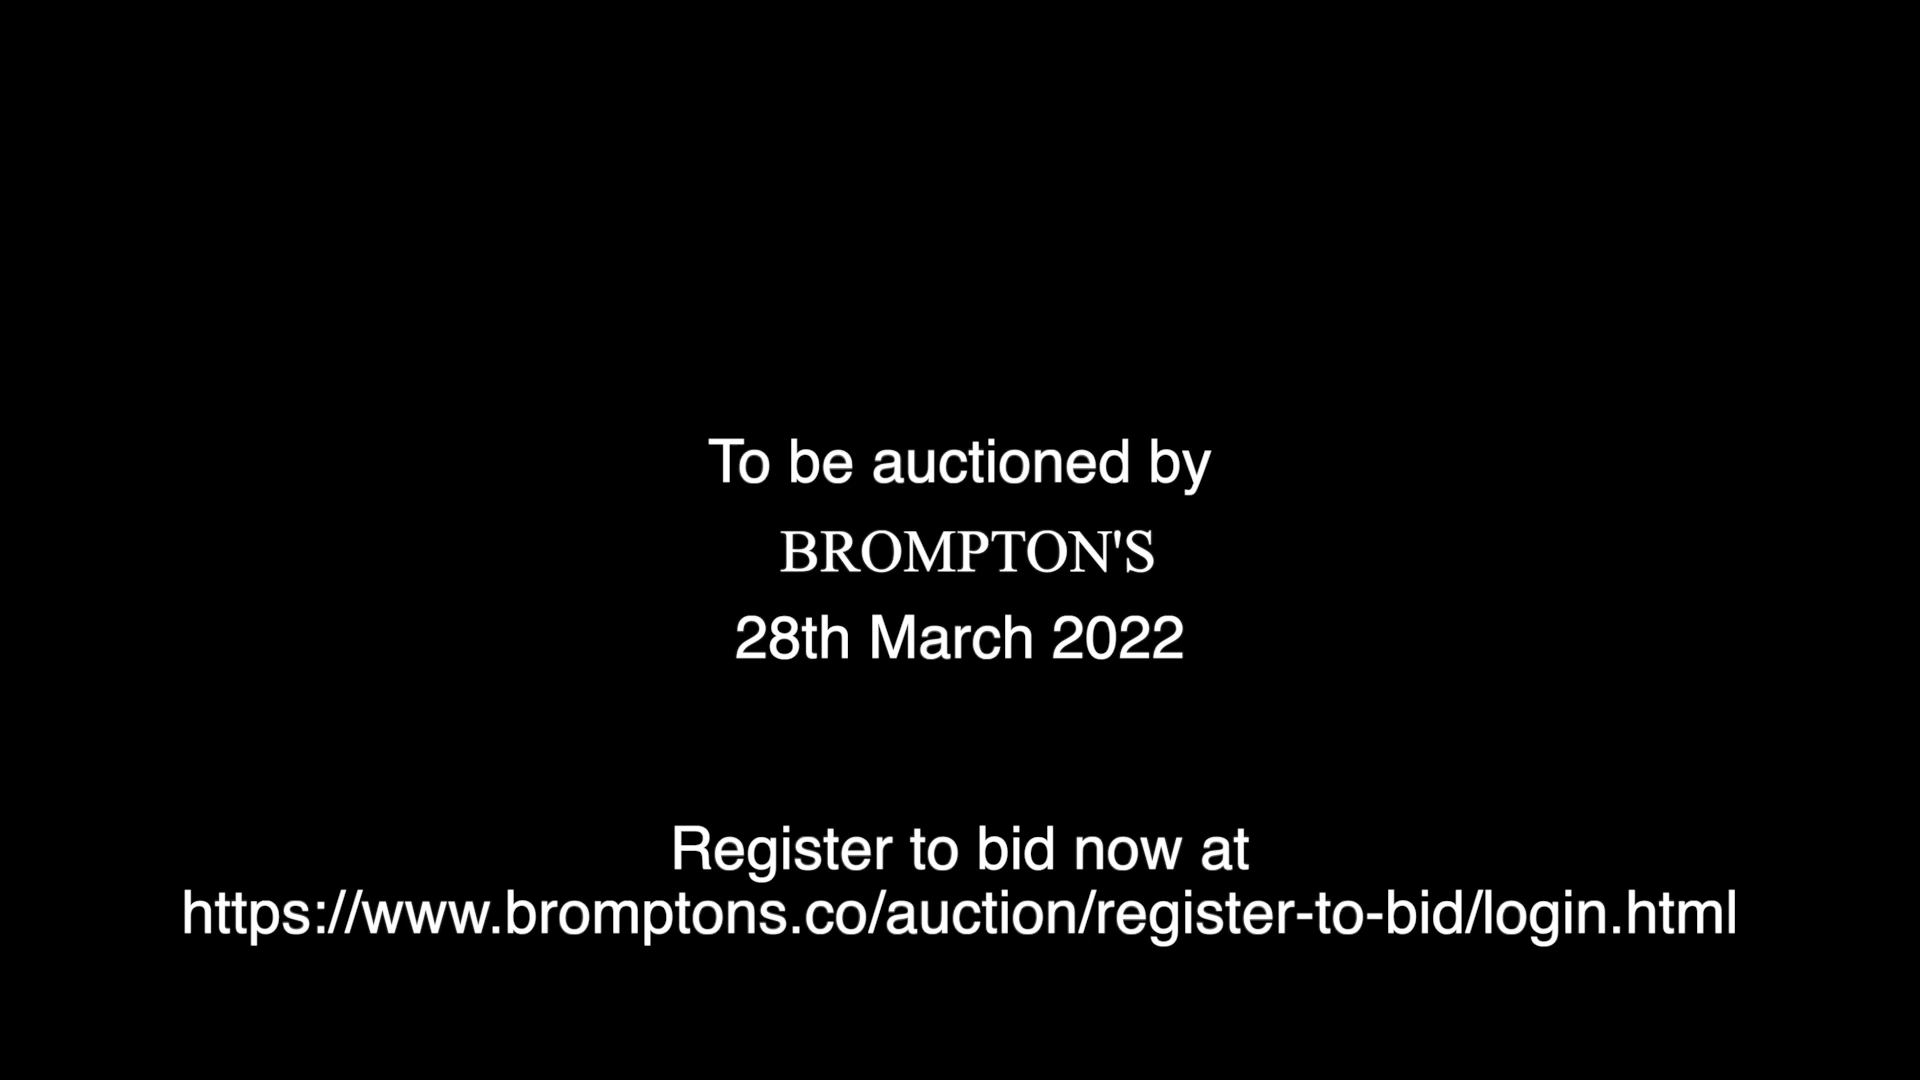 To be auctioned by
BROMPTON'S
28th March 2022
Register to bid now at
https://www.bromptons.co/auction/register-to-bid/login.html